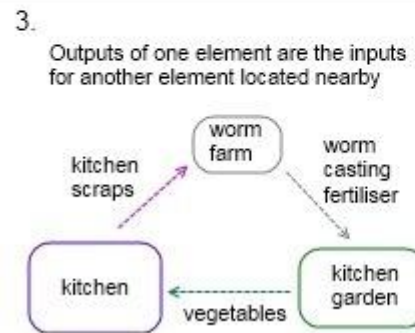 3.
Outputs of one element are the inputs
for another element located nearby
worm
farm
kitchen
scraps
worm
casting
fertiliser
kitchen
kitchen
garden
vegetables